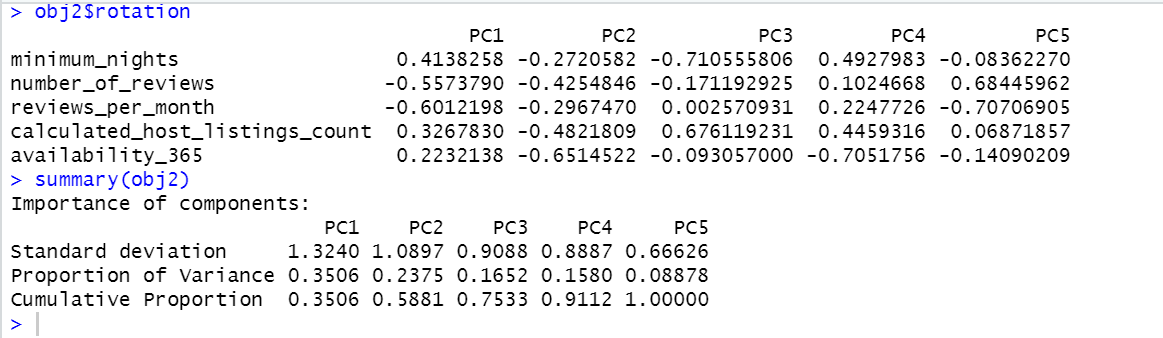 > obj2$rotation
PC1 PC2 PC3 PC4 PC5
minimum_nights 0.4138258 -0.2720582 -0.710555806 0.4927983 -0.08362270
number_of_reviews -0.5573790 -0.4254846 -0.171192925 0.1024668 0.68445962
reviews_per_month -0.6012198 -0.2967470 0.002570931 0.2247726 -0.70706905
calculated_host_listings_count 0.3267830 -0.4821809 0.676119231 0.4459316 0.06871857
availability_365 0.2232138 -0.6514522 -0.093057000 -0.7051756 -0.14090209
> summary(obj2)
Importance of components:
PC1 PC2 PC3 PC4 PC5
Standard deviation 1.3240 1.0897 0.9088 0.8887 0.66626
Proportion of Variance 0.3506 0.2375 0.1652 0.1580 0.08878
Cumulative Proportion 0.3506 0.5881 0.7533 0.9112 1.00000
>